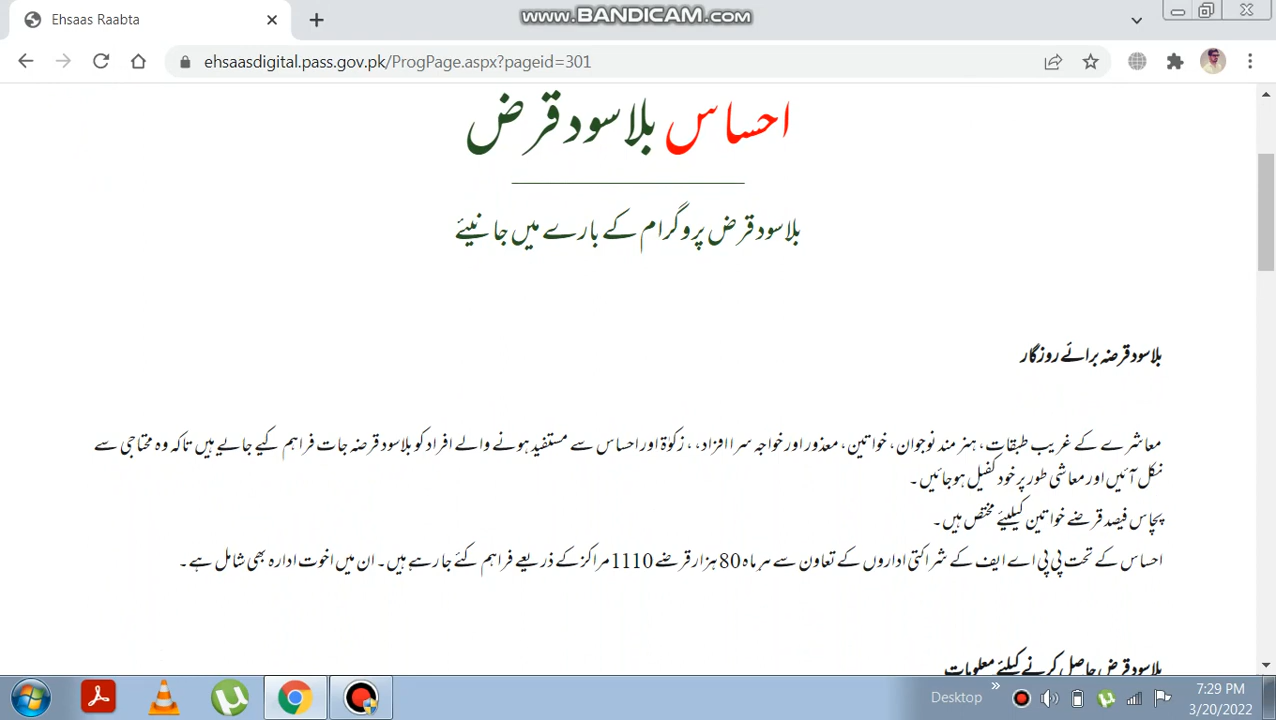 Ehsaas Raabta
www.BANDICAM.com
ehsaasdigital.pass.gov.pk/ProgPage.aspx?pageid=301
احساس بلاسود قرض
بلاسود قرض پروگرام کے بارے میں جانیئے
بلاسود قرضہ برائے روزگار
معاشرے کے غریب طبقات، ہنر مند نوجوان، خواتین، معذور اور خواجہ سرا افراد، ، زکوٰۃ اور احساس سے مستفید ہونے والے افراد کو بلاسود قرضہ جات فراہم کیے جارہے ہیں تاکہ وہ محتاجی سے
نکل آئیں اور معاشی طور پر خود کفیل ہوجائیں۔
پچاس فیصد قرضے خواتین کیلیئے مختص ہیں۔
احساس کے تحت پی پی اے ایف کے شراکتی اداروں کے تعاون سے ہر ماہ 80 ہزار قرضے 1110 مراکز کے ذریعے فراہم کئے جا رہے ہیں۔ ان میں اخوت ادارہ بھی شامل ہے۔
بلاسود قرض حاصل کرنے کیلئے معلومات
Desktop
7:29 PM
3/20/2022